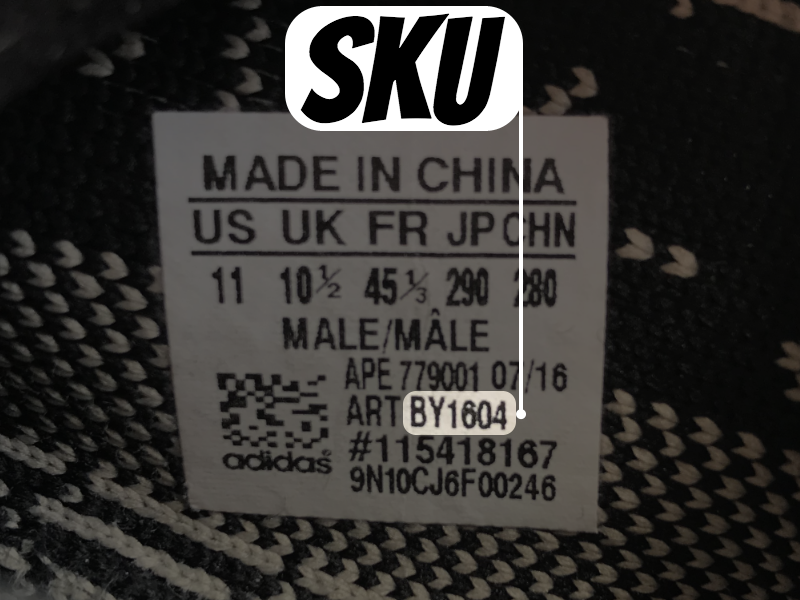 SKU
MADE IN CHINA
US UK FR JP CHN
11 10½ 45⅓ 290 280
MALE/MÂLE
APE 779001 07/16
ART BY1604
#115418167
adidas®
9N10CJ6F00246